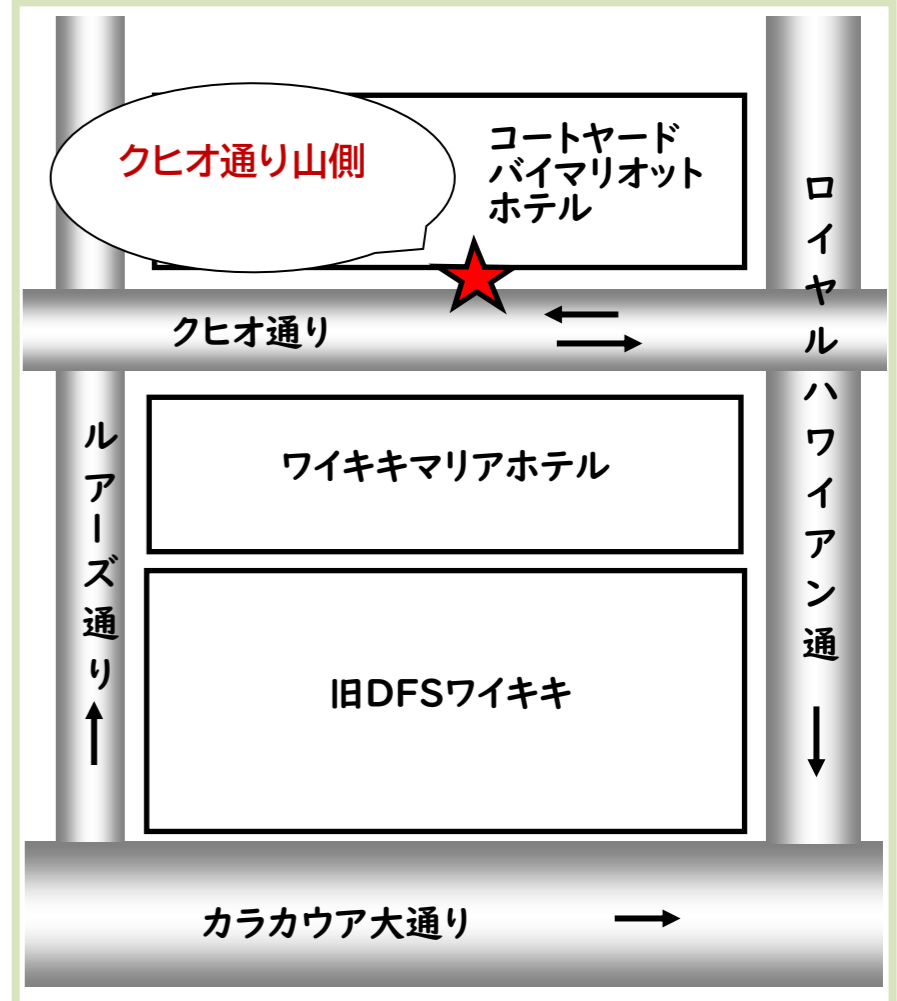 クヒオ通り山側
コートヤード
バイマリオット
ホテル
ロイヤルハワイアン通
クヒオ通り
ワイキキマリアホテル
ルアーズ通り
旧DFSワイキキ
カラカウア大通り